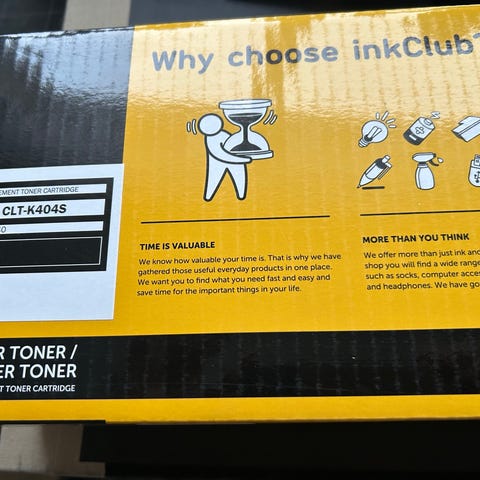 Why choose inkClub
EMENT TONER CARTRIDGE
CLT-K404S
TIME IS VALUABLE
We know how valuable your time is. That is why we have
gathered those useful everyday products in one place.
We want you to find what you need fast and easy and
save time for the important things in your life.
MORE THAN YOU THINK
We offer more than just ink and
shop you will find a wide rang
such as socks, computer acces
and headphones. We have go
R TONER /
ER TONER
T TONER CARTRIDGE